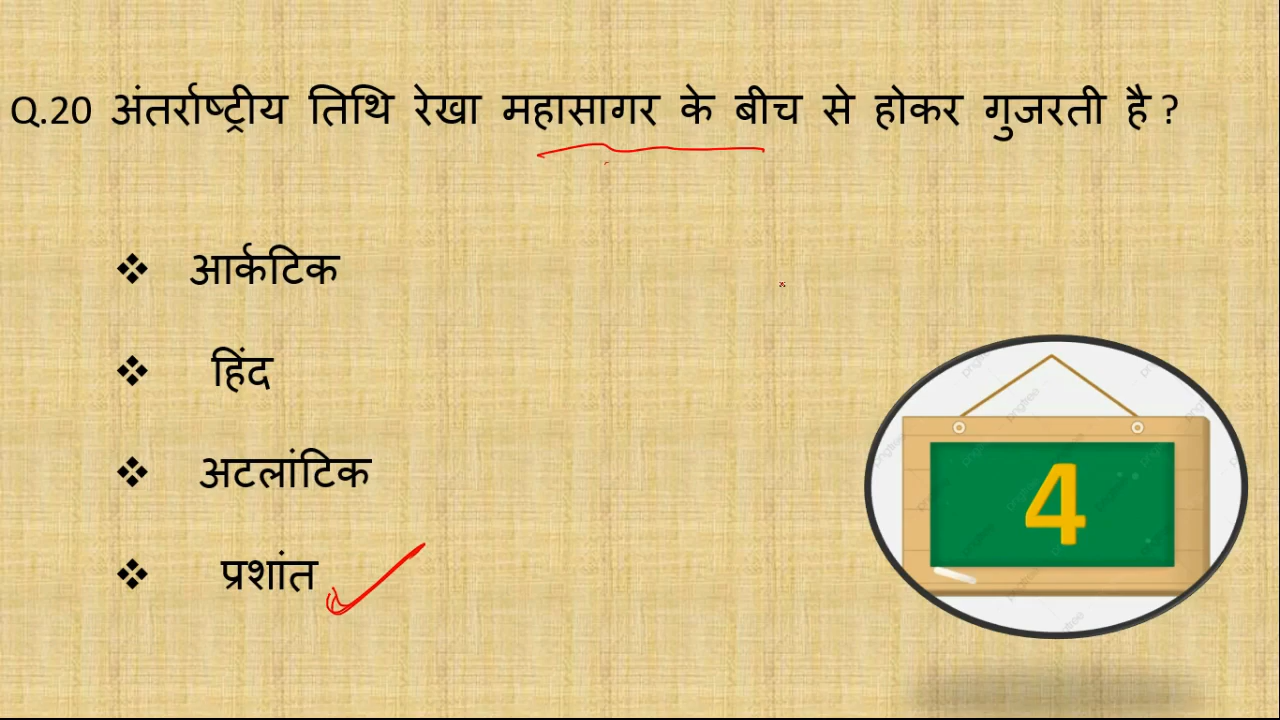 Q.20 अंतर्राष्ट्रीय तिथि रेखा महासागर के बीच से होकर गुजरती है ?
❖ आर्कटिक
❖ हिंद
❖ अटलांटिक
❖ प्रशांत
4